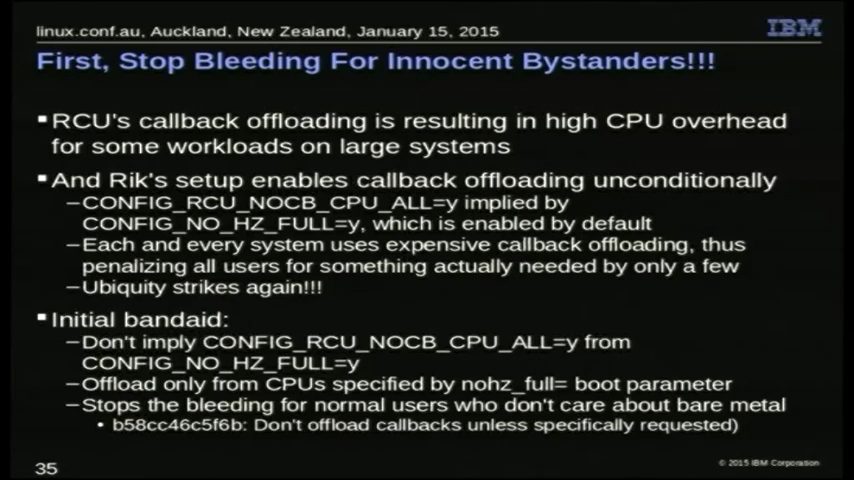 linux.conf.au, Auckland, New Zealand, January 15, 2015
IBM
First, Stop Bleeding For Innocent Bystanders!!!
▪RCU's callback offloading is resulting in high CPU overhead
for some workloads on large systems
▪And Rik's setup enables callback offloading unconditionally
–CONFIG_RCU_NOCB_CPU_ALL=y implied by
CONFIG_NO_HZ_FULL=y, which is enabled by default
–Each and every system uses expensive callback offloading, thus
penalizing all users for something actually needed by only a few
–Ubiquity strikes again!!!
▪Initial bandaid:
–Don't imply CONFIG_RCU_NOCB_CPU_ALL=y from
CONFIG_NO_HZ_FULL=y
–Offload only from CPUs specified by nohz_full= boot parameter
–Stops the bleeding for normal users who don't care about bare metal
• b58cc46c5f6b: Don't offload callbacks unless specifically requested)
35
© 2015 IBM Corporation